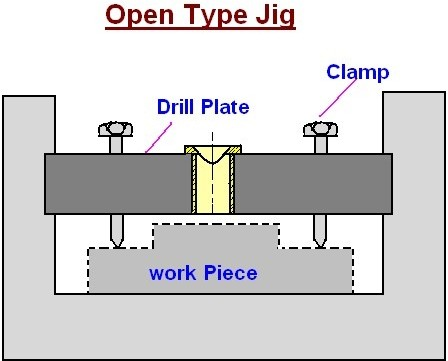 Open Type Jig
Clamp
Drill Plate
work Piece